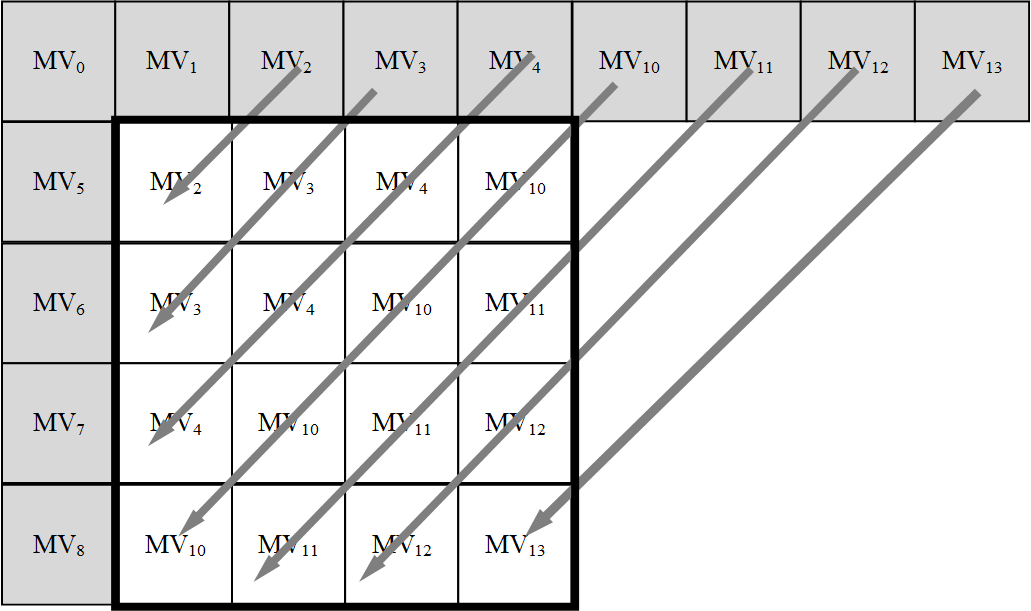 MV₀ MV₁ MV₂ MV₃ MV₄ MV₁₀ MV₁₁ MV₁₂ MV₁₃
MV₅ MV₂ MV₃ MV₄ MV₁₀
MV₆ MV₃ MV₄ MV₁₀ MV₁₁
MV₇ MV₄ MV₁₀ MV₁₁ MV₁₂
MV₈ MV₁₀ MV₁₁ MV₁₂ MV₁₃